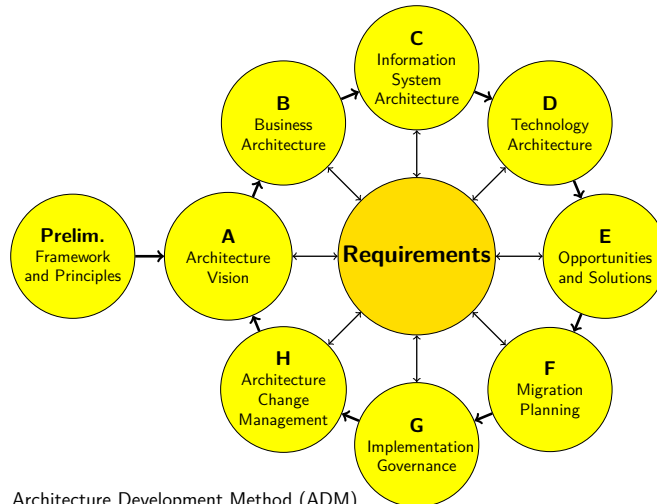 C
Information
System
Architecture
B
Business
Architecture
D
Technology
Architecture
Prelim.
Framework
and Principles
A
Architecture
Vision
Requirements
E
Opportunities
and Solutions
H
Architecture
Change
Management
F
Migration
Planning
G
Implementation
Governance
Architecture Development Method (ADM)